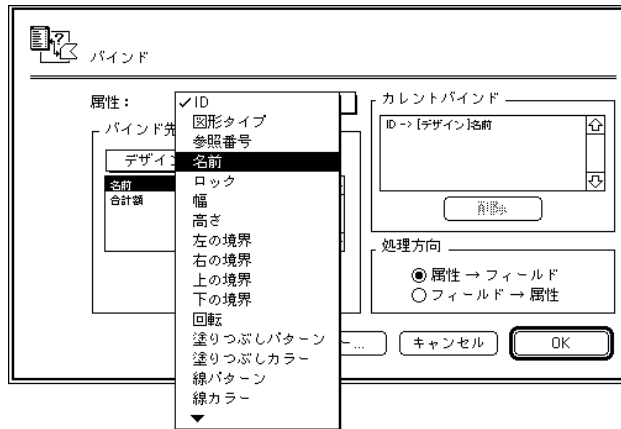 バインド
属性：
バインド先
デザイン
名前
合計額
✓ID
図形タイプ
参照番号
名前
ロック
幅
高さ
左の境界
右の境界
上の境界
下の境界
回転
塗りつぶしパターン
塗りつぶしカラー
線パターン
線カラー
カレントバインド
ID -> [デザイン]名前
削除
処理方向
属性 → フィールド
フィールド → 属性
ー...
キャンセル
OK